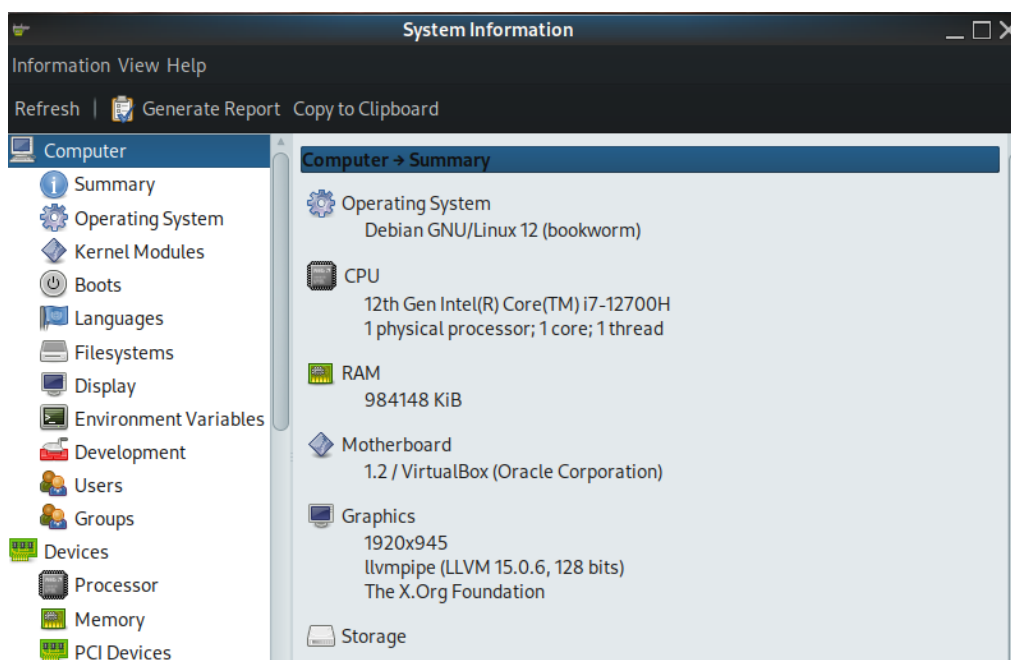 System Information
Information View Help
Refresh | Generate Report Copy to Clipboard
Computer
Summary
Operating System
Kernel Modules
Boots
Languages
Filesystems
Display
Environment Variables
Development
Users
Groups
Devices
Processor
Memory
PCI Devices
Computer → Summary
Operating System
Debian GNU/Linux 12 (bookworm)
CPU
12th Gen Intel(R) Core(TM) i7-12700H
1 physical processor; 1 core; 1 thread
RAM
984148 KiB
Motherboard
1.2 / VirtualBox (Oracle Corporation)
Graphics
1920x945
llvmpipe (LLVM 15.0.6, 128 bits)
The X.Org Foundation
Storage